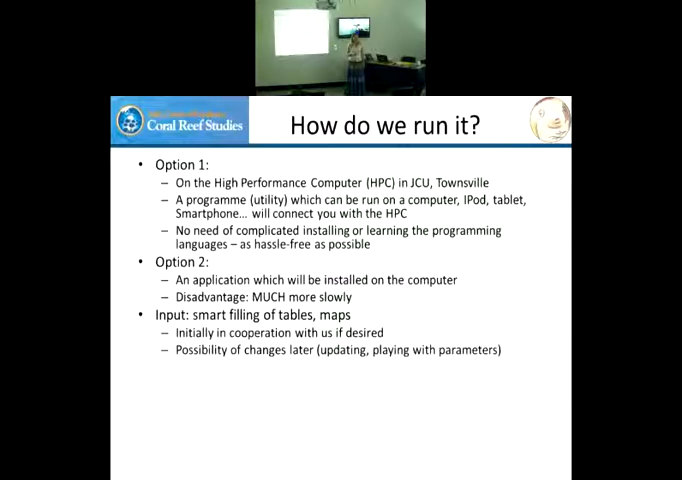 Coral Reef Studies
How do we run it?
• Option 1:
– On the High Performance Computer (HPC) in JCU, Townsville
– A programme (utility) which can be run on a computer, IPod, tablet,
Smartphone... will connect you with the HPC
– No need of complicated installing or learning the programming
languages – as hassle-free as possible
• Option 2:
– An application which will be installed on the computer
– Disadvantage: MUCH more slowly
• Input: smart filling of tables, maps
– Initially in cooperation with us if desired
– Possibility of changes later (updating, playing with parameters)